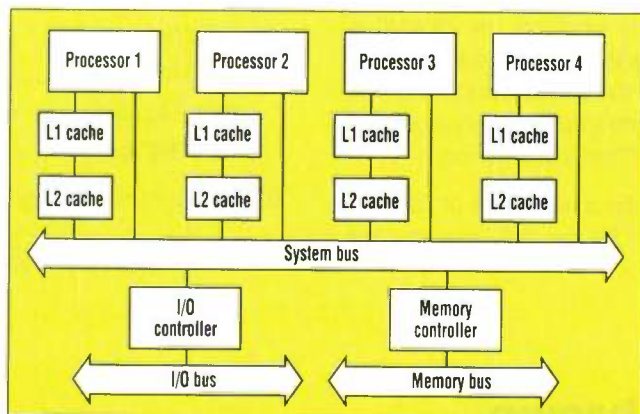 Processor 1
Processor 2
Processor 3
Processor 4
L1 cache
L1 cache
L1 cache
L1 cache
L2 cache
L2 cache
L2 cache
L2 cache
System bus
I/O
controller
Memory
controller
I/O bus
Memory bus